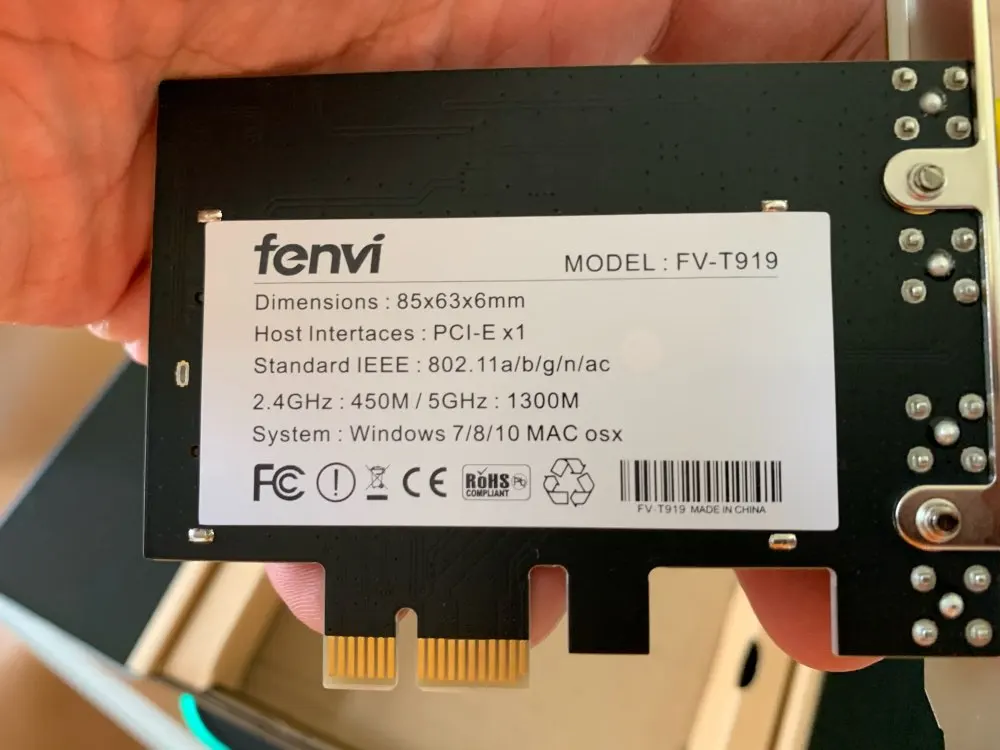 fenvi
MODEL : FV-T919
Dimensions : 85x63x6mm
Host Intertaces : PCI-E x1
Standard IEEE : 802.11a/b/g/n/ac
2.4GHz : 450M / 5GHz : 1300M
System : Windows 7/8/10 MAC osx
FC CE RoHS COMPLIANT Pb
FV-T919 MADE IN CHINA